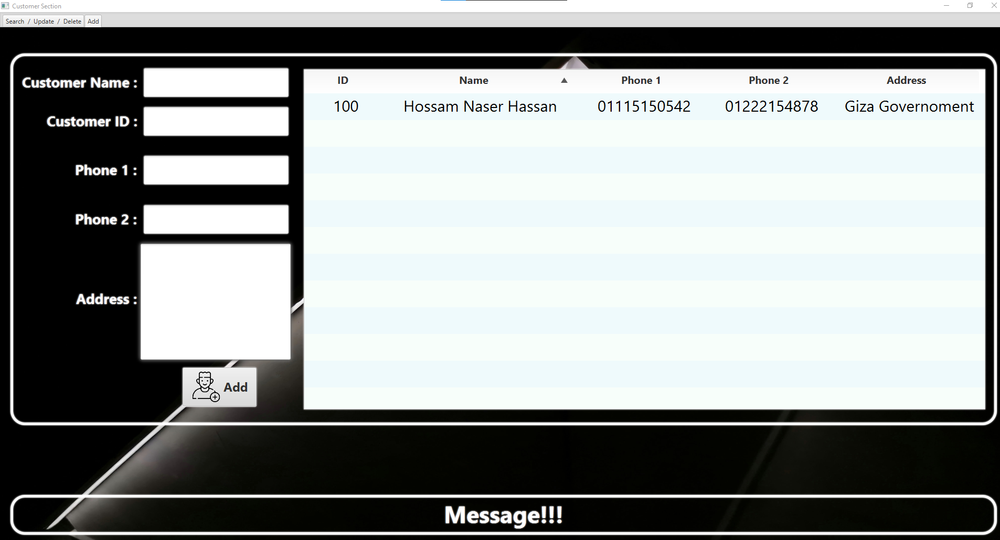 Customer Section
Search / Update / Delete Add
Customer Name :
Customer ID :
Phone 1 :
Phone 2 :
Address :
Add
ID Name Phone 1 Phone 2 Address
100 Hossam Naser Hassan 01115150542 01222154878 Giza Governoment
Message!!!